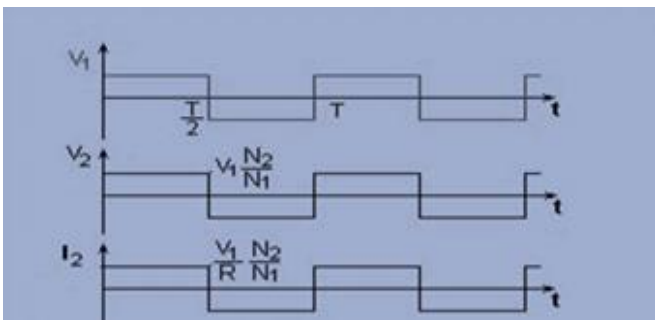 V1
T/2 T t
V2 V1 N2/N1
t
I2 V1/R N2/N1
t